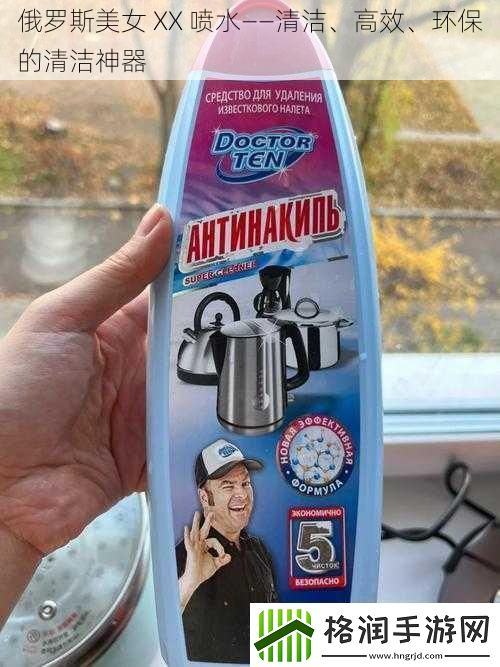 俄罗斯美女 XX 喷水——清洁、高效、环保
的清洁神器
СРЕДСТВО ДЛЯ УДАЛЕНИЯ
ИЗВЕСТКОВОГО НАЛЕТА
DOCTOR
TEN
АНТИНАКИПЬ
SUPER CLEANER
НОВАЯ ЭФФЕКТИВНАЯ
ФОРМУЛА
ЭКОНОМИЧНО
5
ЧИСТОК
БЕЗОПАСНО
格润手游网
www.hngrjd.com